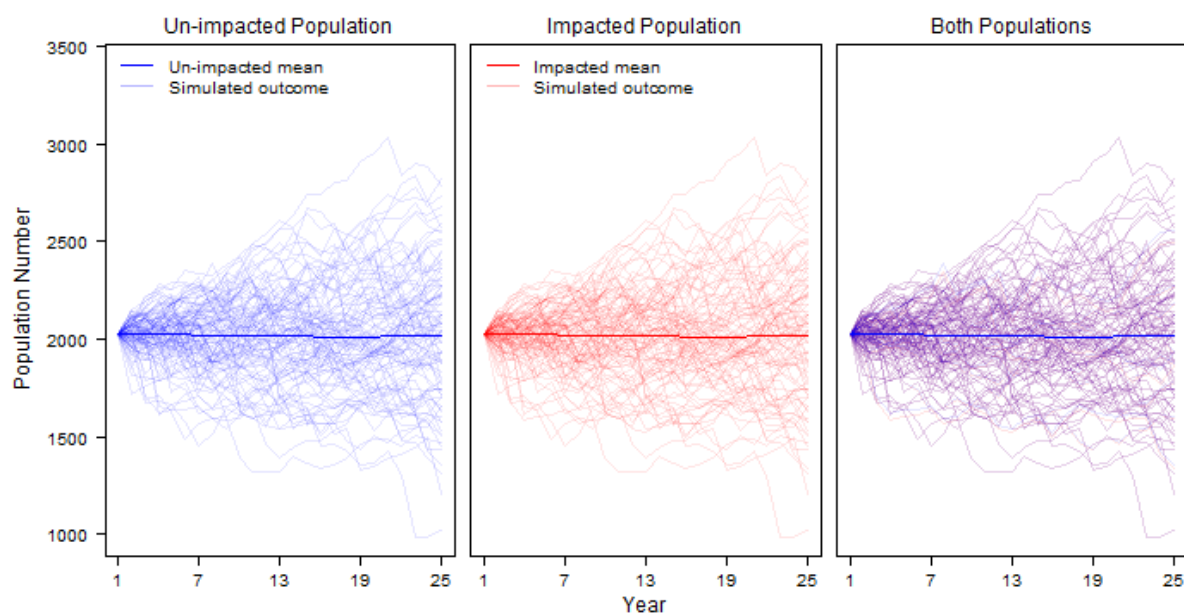 Un-impacted Population
Impacted Population
Both Populations
Un-impacted mean
Simulated outcome
Impacted mean
Simulated outcome
Population Number
3500
3000
2500
2000
1500
1000
1 7 13 19 25
1 7 13 19 25
1 7 13 19 25
Year